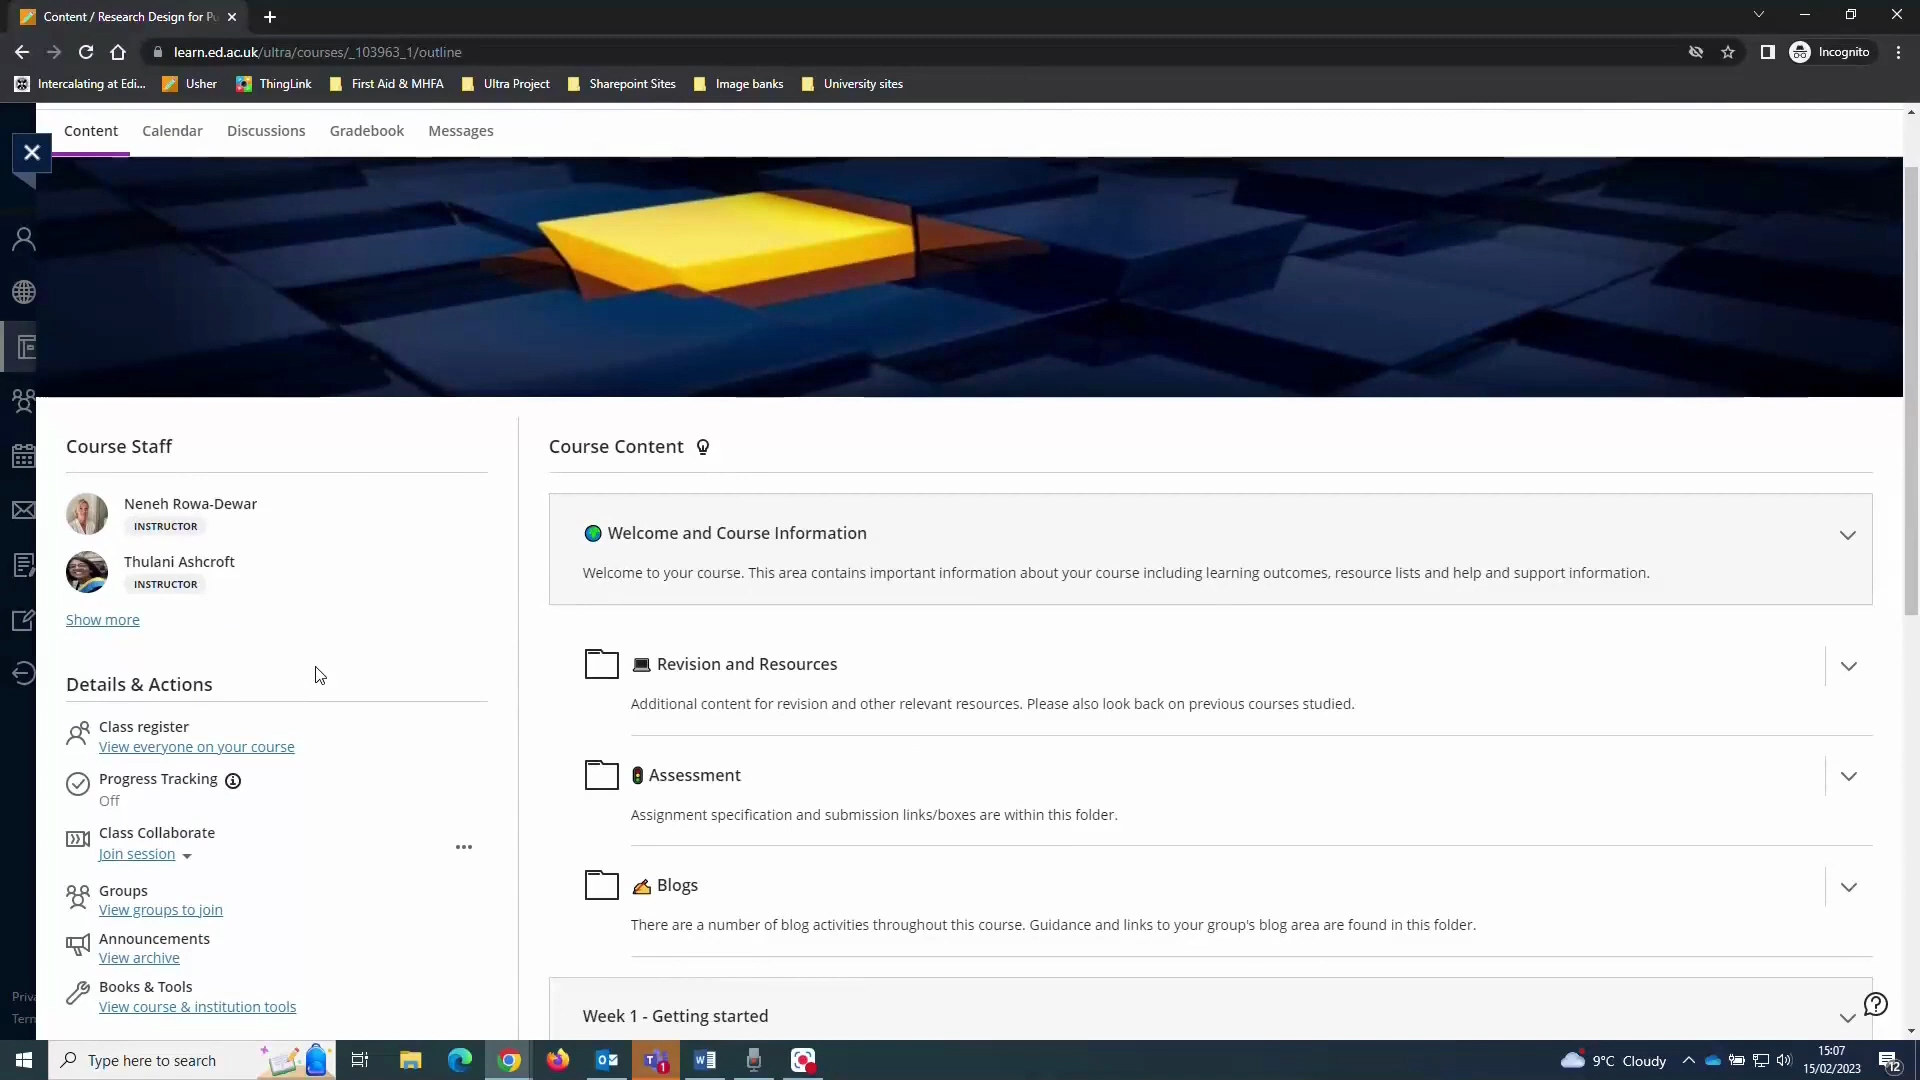 Content / Research Design for Pu
learn.ed.ac.uk/ultra/courses/_103963_1/outline
Incognito
Intercalating at Edi...
Usher
ThingLink
First Aid & MHFA
Ultra Project
Sharepoint Sites
Image banks
University sites
Content
Calendar
Discussions
Gradebook
Messages
Course Staff
Neneh Rowa-Dewar
INSTRUCTOR
Thulani Ashcroft
INSTRUCTOR
Show more
Details & Actions
Class register
View everyone on your course
Progress Tracking
Off
Class Collaborate
Join session
Groups
View groups to join
Announcements
View archive
Books & Tools
View course & institution tools
Priva
Term
Course Content
Welcome and Course Information
Welcome to your course. This area contains important information about your course including learning outcomes, resource lists and help and support information.
Revision and Resources
Additional content for revision and other relevant resources. Please also look back on previous courses studied.
Assessment
Assignment specification and submission links/boxes are within this folder.
Blogs
There are a number of blog activities throughout this course. Guidance and links to your group's blog area are found in this folder.
Week 1 - Getting started
Type here to search
1
9°C Cloudy
15:07
15/02/2023
12